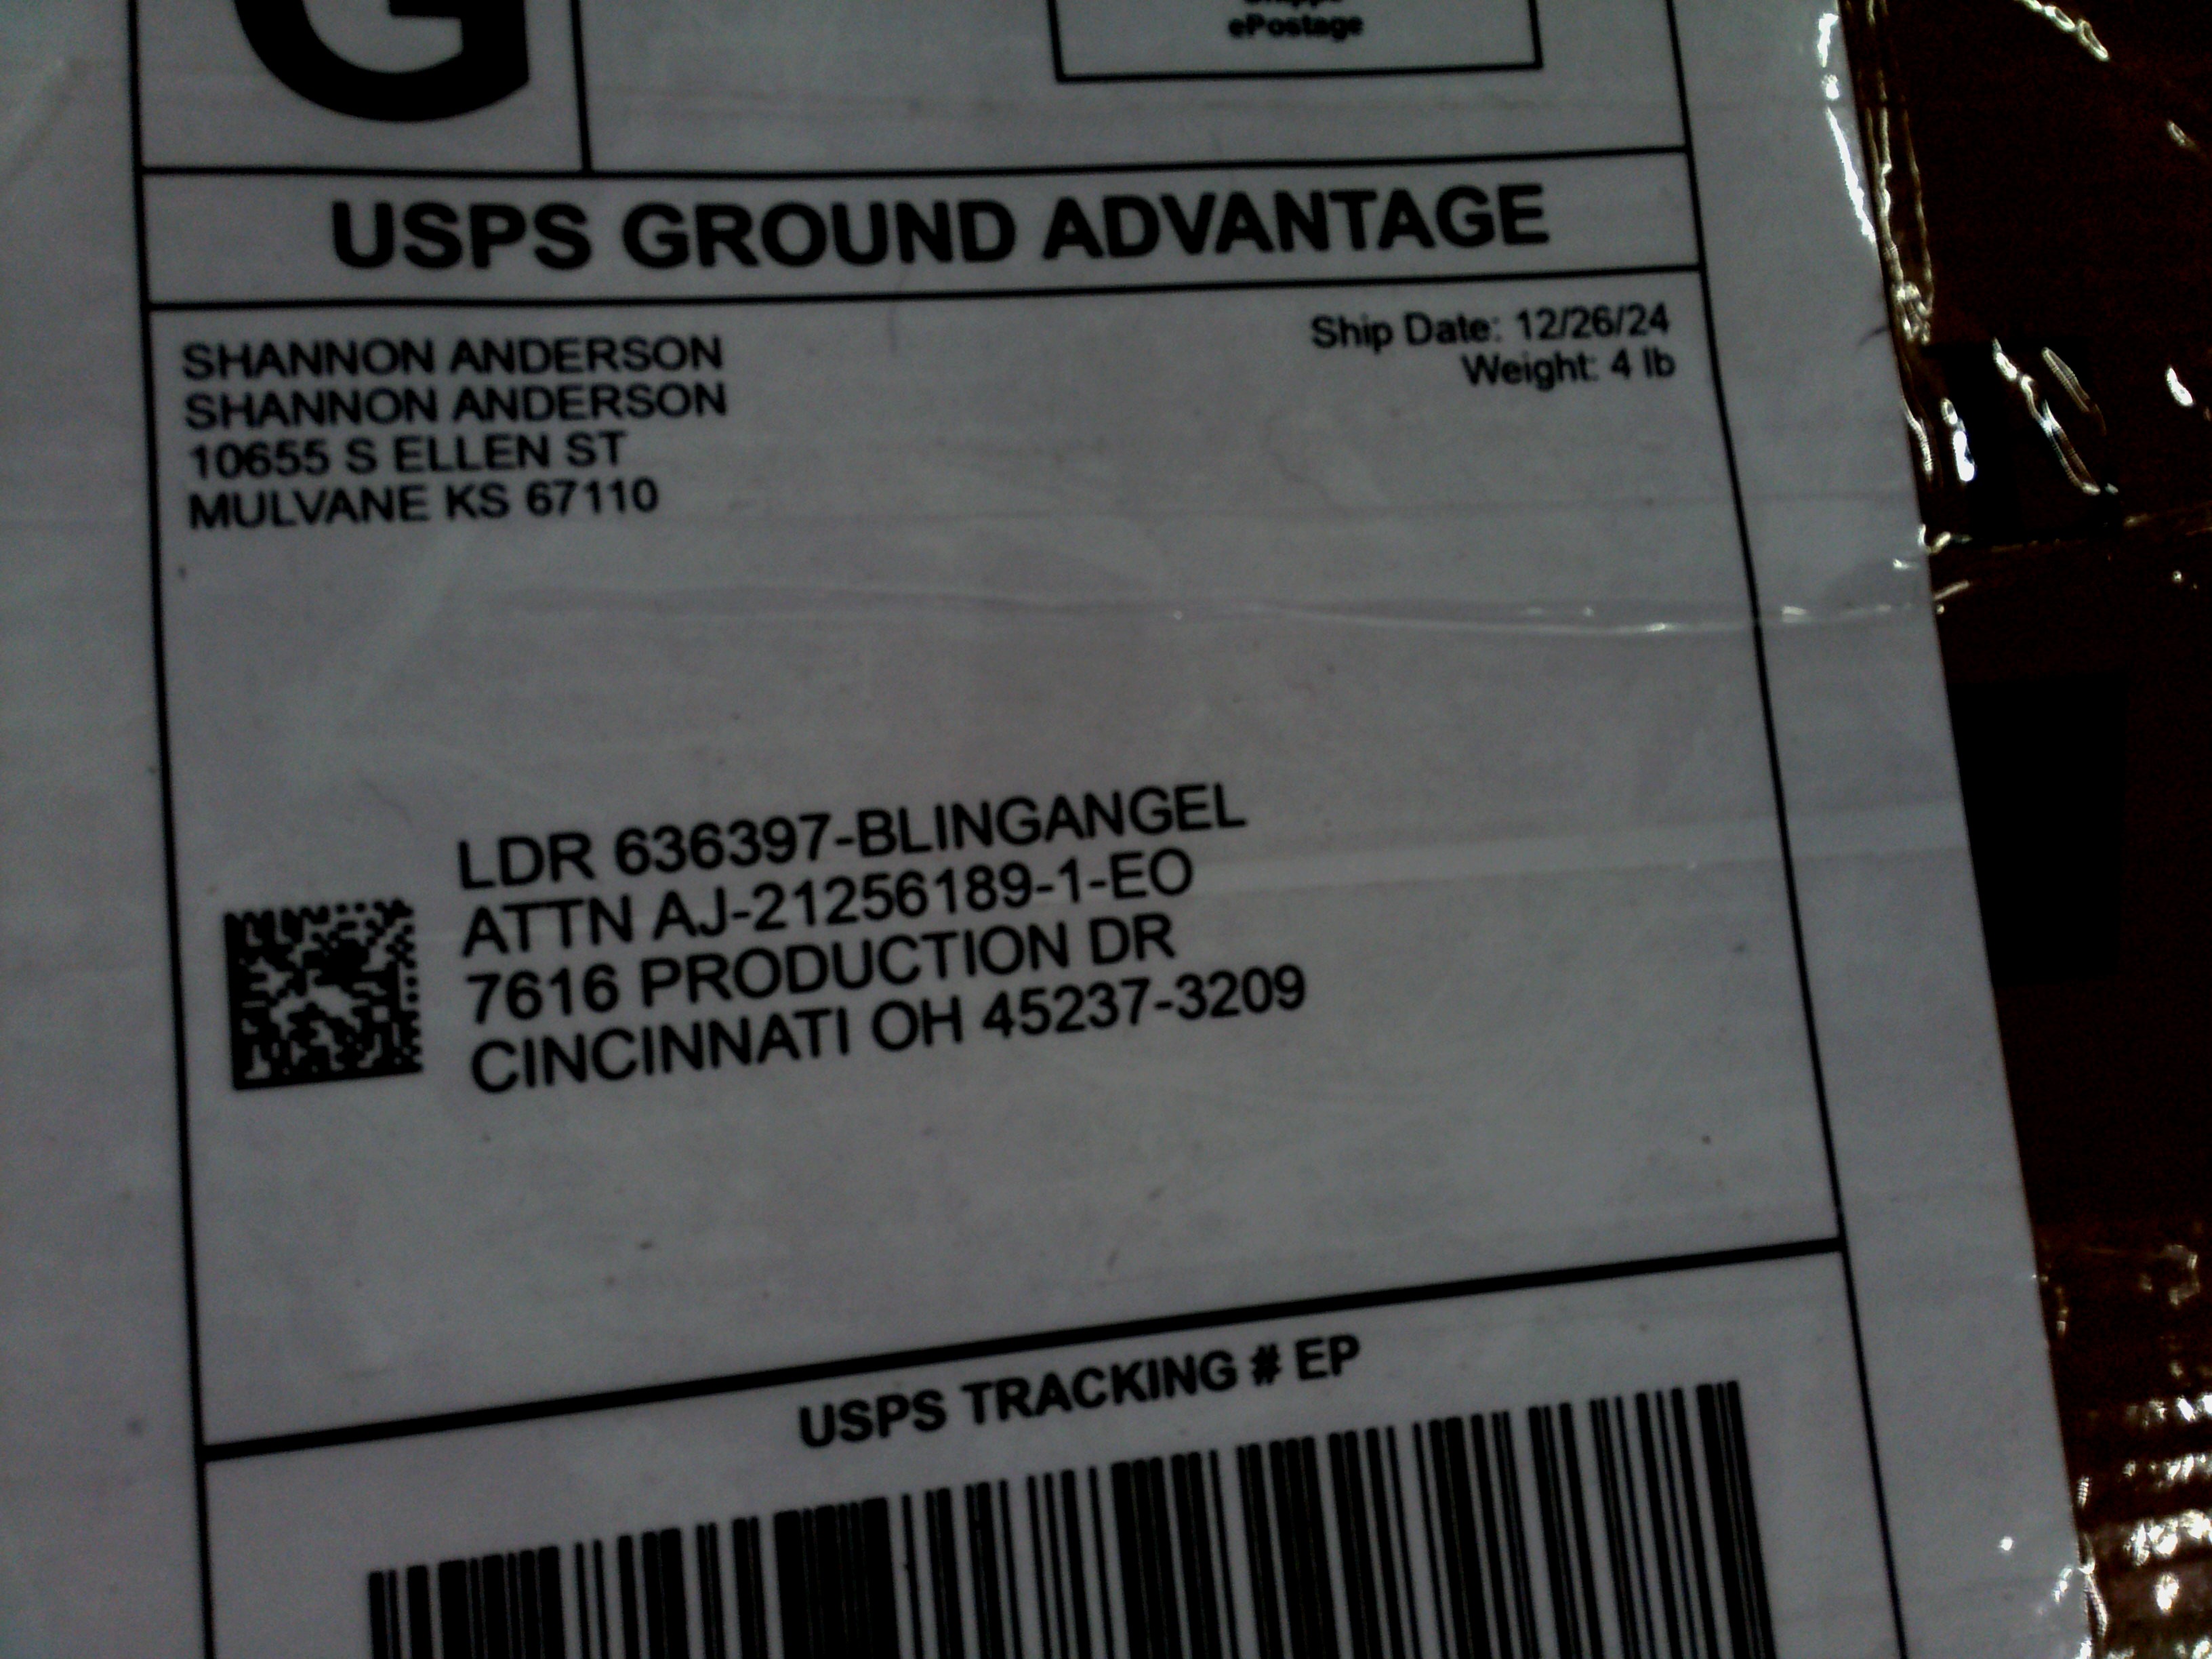 G
ePostage
USPS GROUND ADVANTAGE
SHANNON ANDERSON
SHANNON ANDERSON
10655 S ELLEN ST
MULVANE KS 67110
Ship Date: 12/26/24
Weight: 4 lb
LDR 636397-BLINGANGEL
ATTN AJ-21256189-1-EO
7616 PRODUCTION DR
CINCINNATI OH 45237-3209
USPS TRACKING # EP